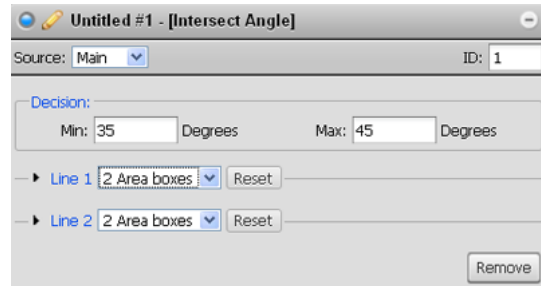 Untitled #1 - [Intersect Angle]
Source: Main ID: 1
Decision:
Min: 35 Degrees Max: 45 Degrees
Line 1 2 Area boxes Reset
Line 2 2 Area boxes Reset
Remove